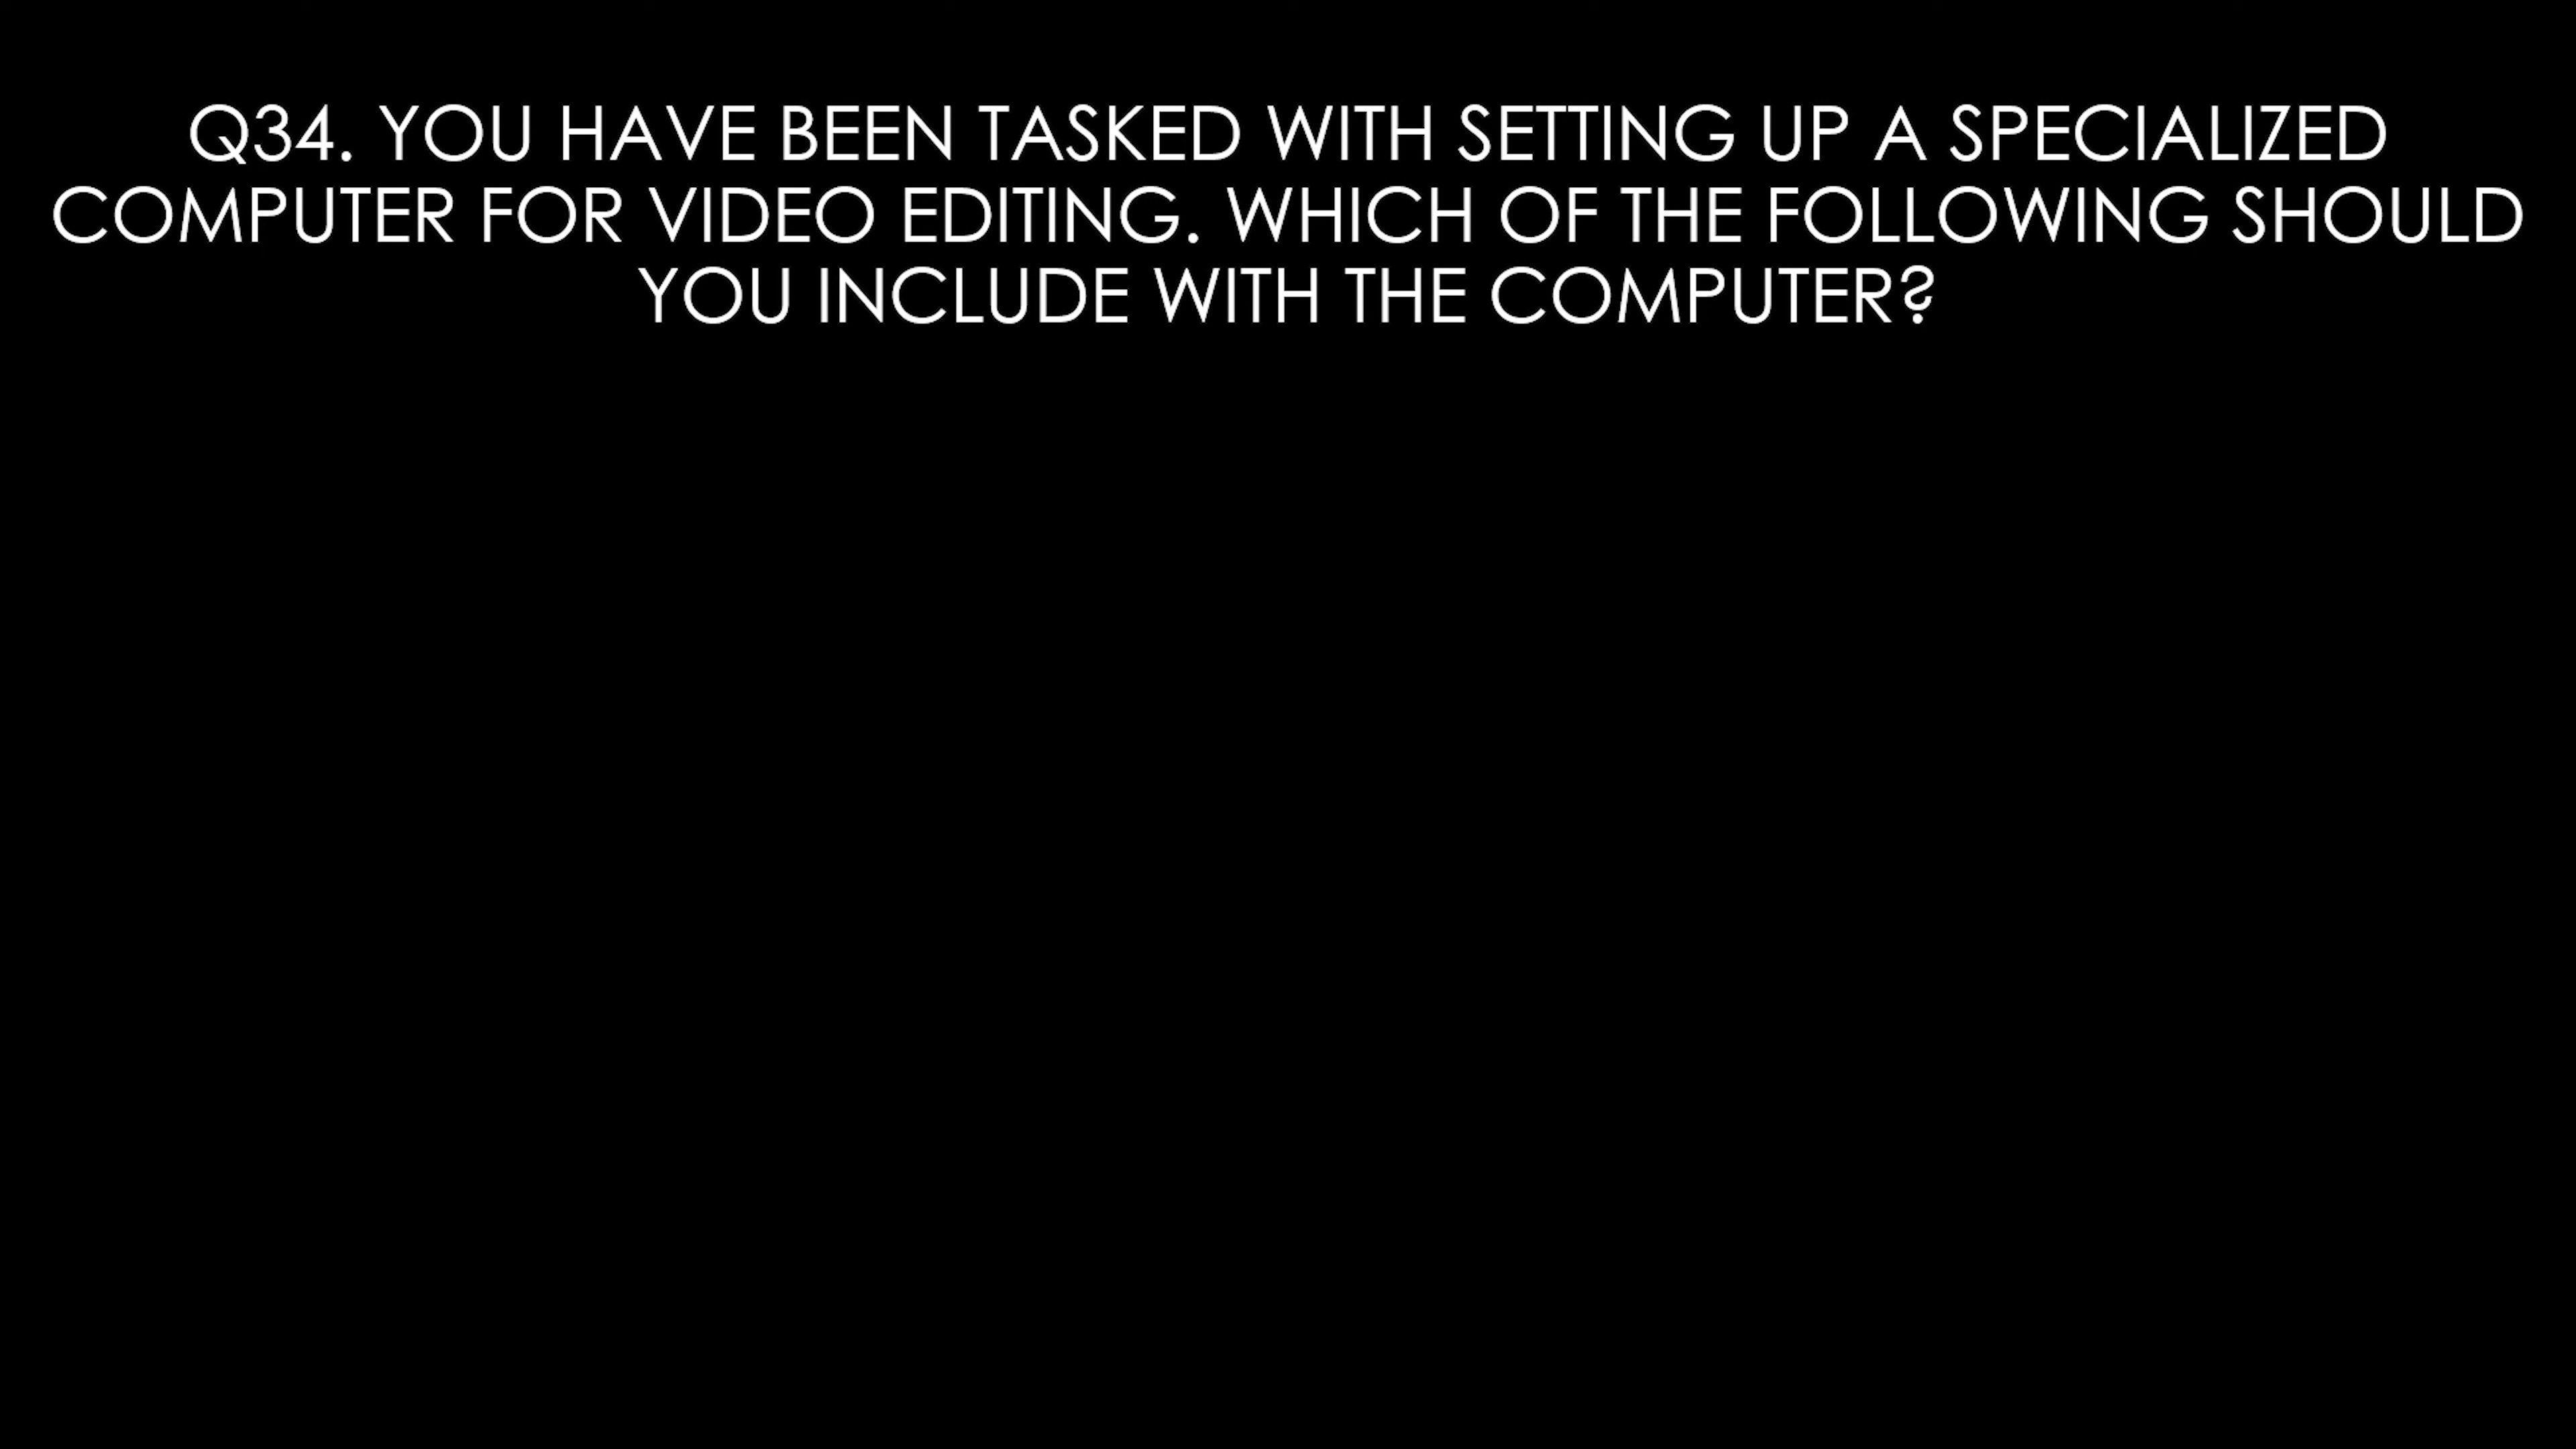 Q34. YOU HAVE BEEN TASKED WITH SETTING UP A SPECIALIZED
COMPUTER FOR VIDEO EDITING. WHICH OF THE FOLLOWING SHOULD
YOU INCLUDE WITH THE COMPUTER?